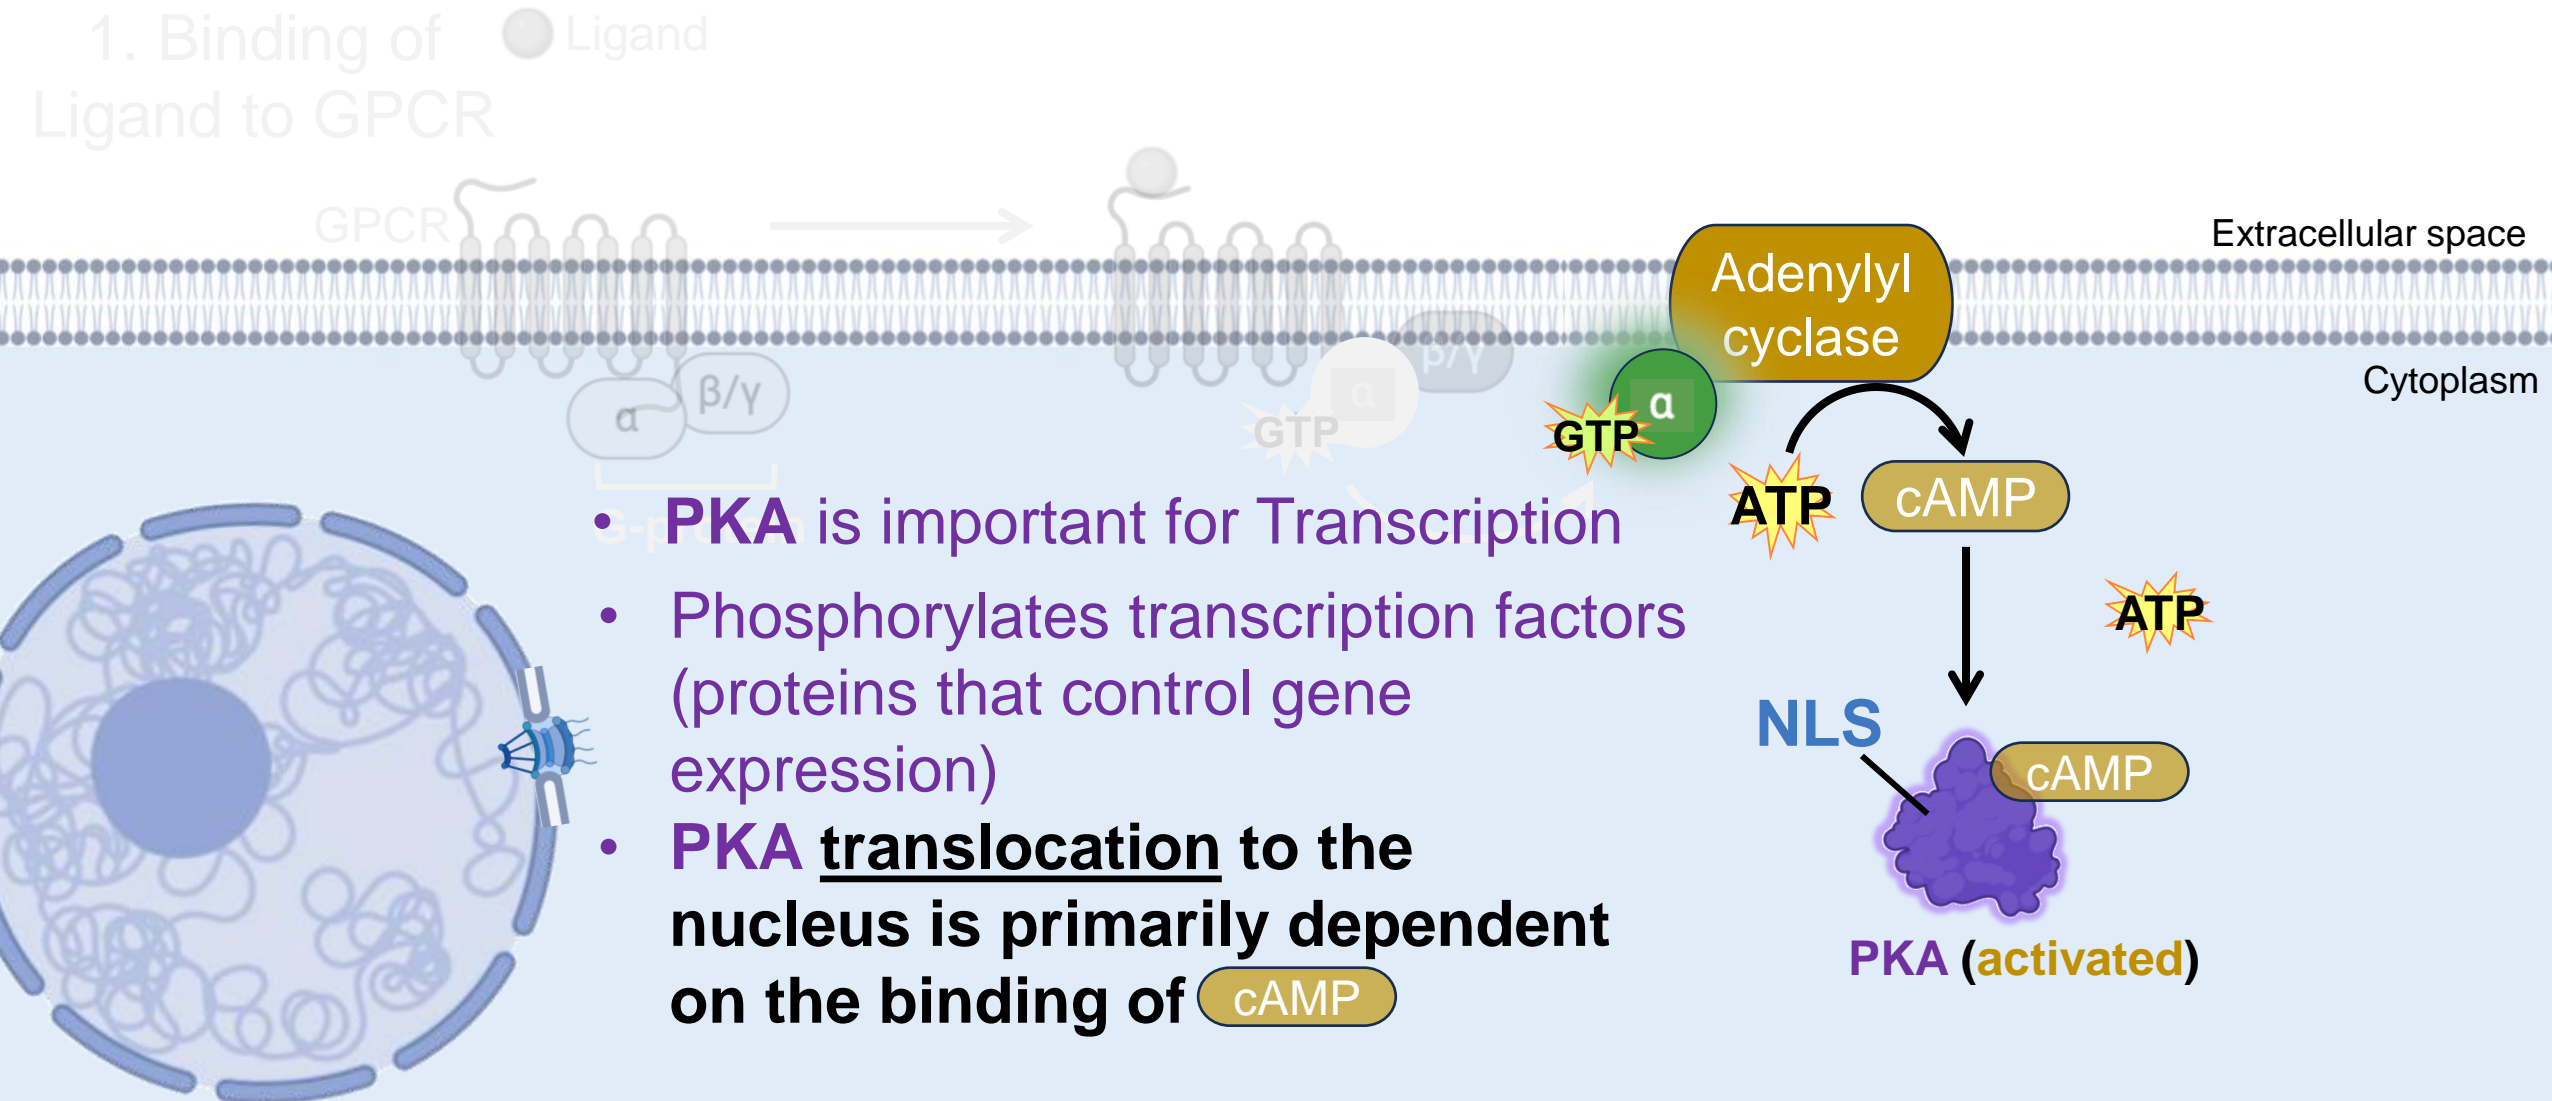 1. Binding of
Ligand to GPCR
Ligand
GPCR
Extracellular space
Adenylyl
cyclase
Cytoplasm
α
β/γ
α
β/γ
GTP
α
GTP
ATP
cAMP
G-protein
• PKA is important for Transcription
• Phosphorylates transcription factors
(proteins that control gene
expression)
• PKA translocation to the
nucleus is primarily dependent
on the binding of cAMP
ATP
NLS
cAMP
PKA (activated)